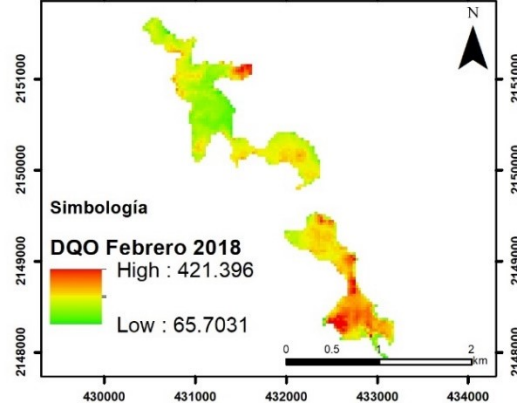 N
2151000
2151000
2150000
2150000
Simbología
DQO Febrero 2018
2149000
2149000
High : 421.396
Low : 65.7031
2148000
2148000
0 0.5 1 2
km
430000 431000 432000 433000 434000